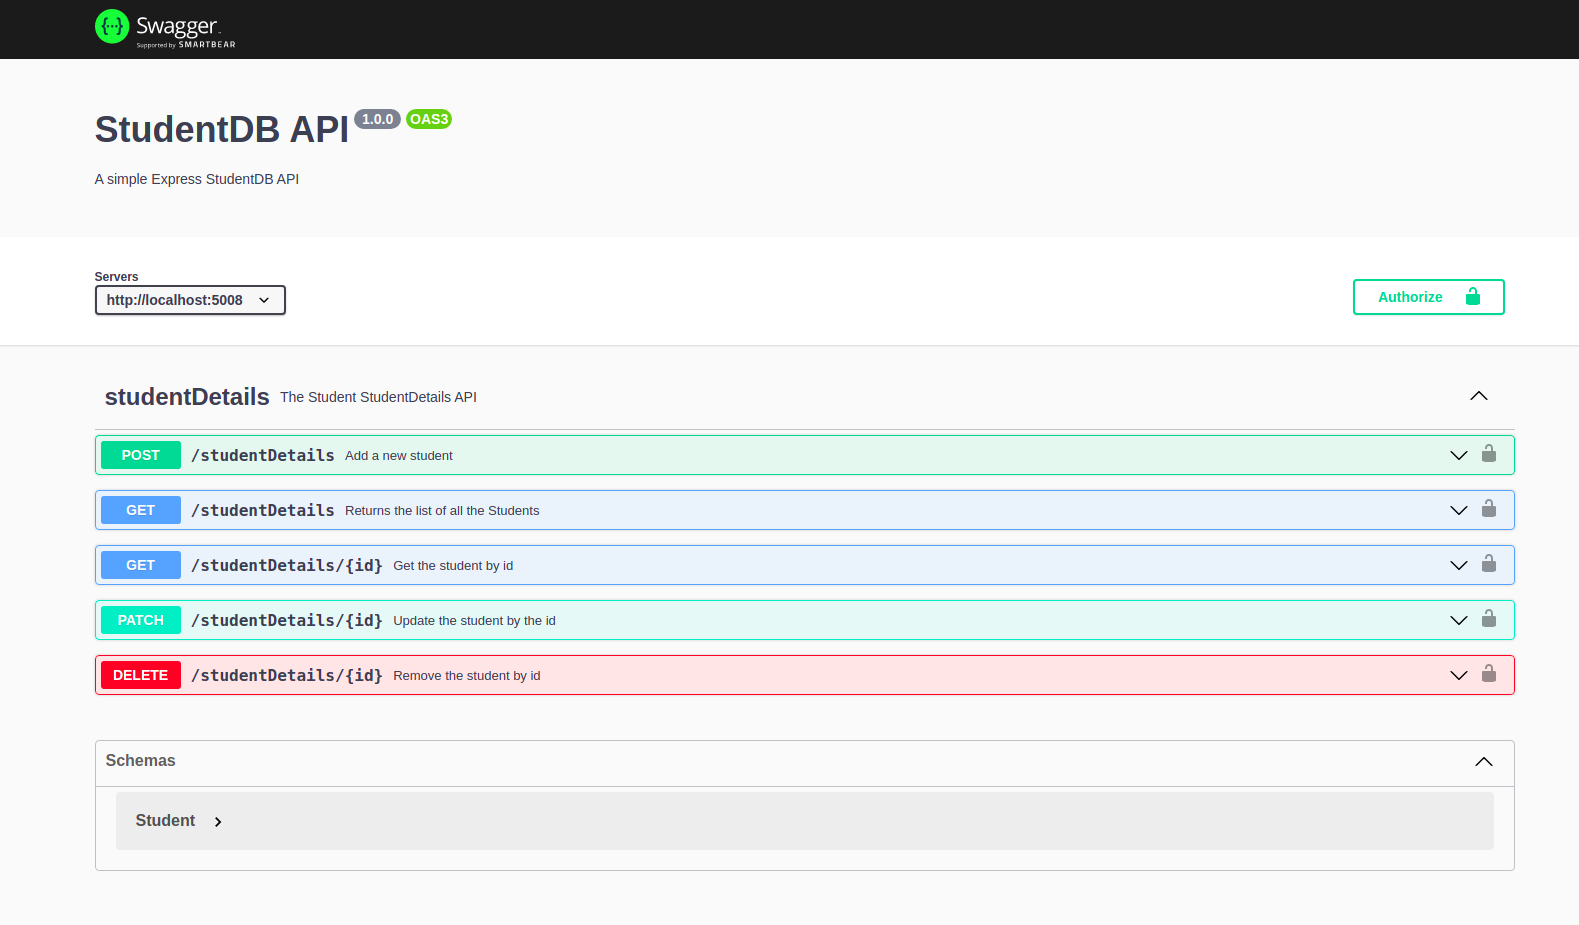 {···} Swagger
Supported by SMARTBEAR
StudentDB API 1.0.0 OAS3
A simple Express StudentDB API
Servers
http://localhost:5008
Authorize
studentDetails The Student StudentDetails API
POST /studentDetails Add a new student
GET /studentDetails Returns the list of all the Students
GET /studentDetails/{id} Get the student by id
PATCH /studentDetails/{id} Update the student by the id
DELETE /studentDetails/{id} Remove the student by id
Schemas
Student